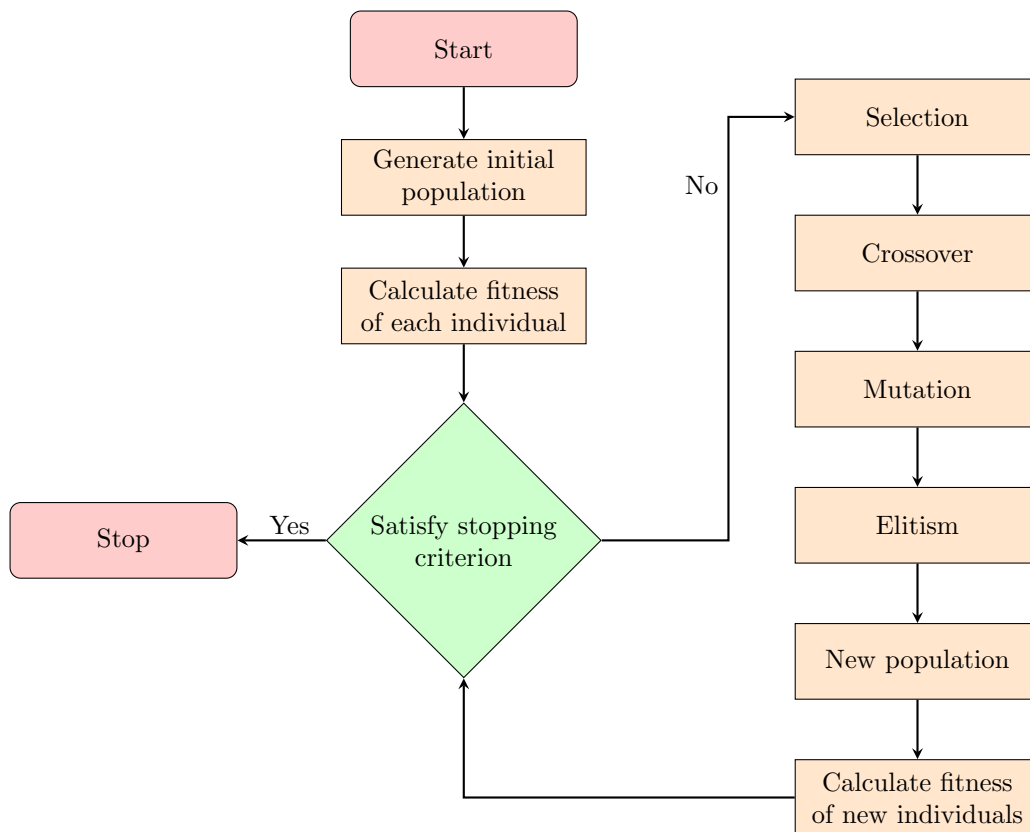 Start
Generate initial
population
Calculate fitness
of each individual
Satisfy stopping
criterion
Yes
Stop
No
Selection
Crossover
Mutation
Elitism
New population
Calculate fitness
of new individuals